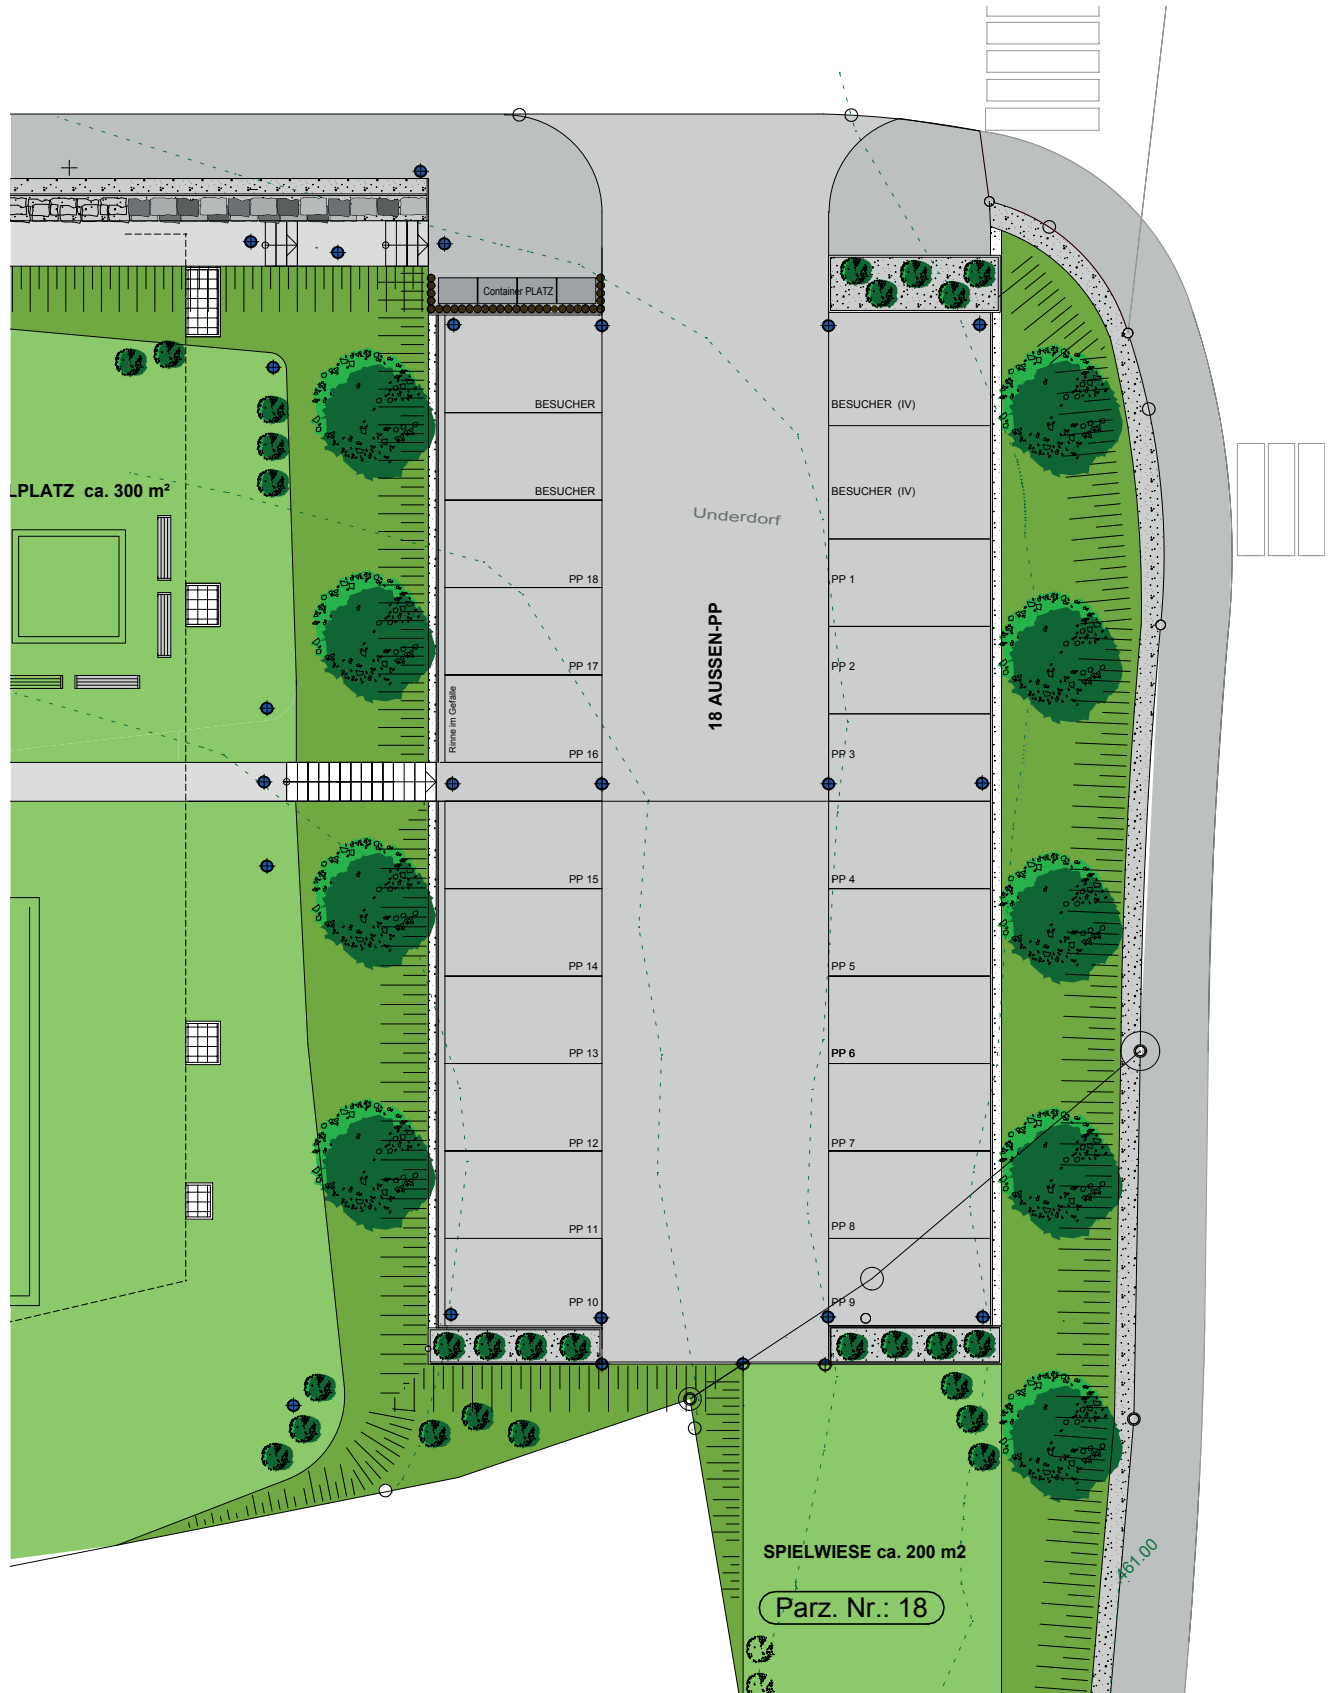 Container PLATZ
BESUCHER
BESUCHER (IV)
LPLATZ ca. 300 m²
BESUCHER
BESUCHER (IV)
Underdorf
PP 18
PP 1
18 AUSSEN-PP
PP 17
PP 2
Rinne im Gefälle
PP 16
PP 3
PP 15
PP 4
PP 14
PP 5
PP 13
PP 6
PP 12
PP 7
PP 11
PP 8
PP 10
PP 9
SPIELWIESE ca. 200 m2
461.00
Parz. Nr.: 18